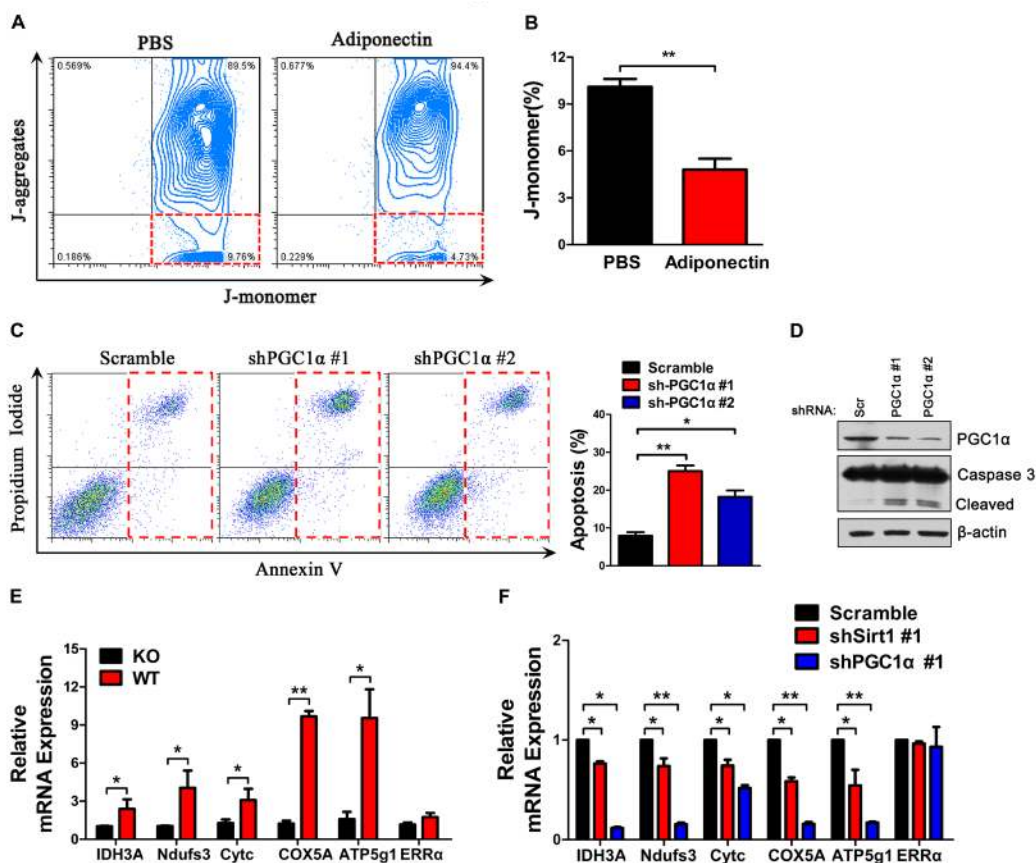 A
PBS
Adiponectin
0.569%
89.5%
0.677%
94.4%
J-aggregates
0.186%
9.76%
0.229%
4.73%
J-monomer
B
**
J-monomer(%)
12
9
6
3
0
PBS
Adiponectin
C
Scramble
shPGC1α #1
shPGC1α #2
Propidium Iodide
Annexin V
Scramble
sh-PGC1α #1
sh-PGC1α #2
*
**
Apoptosis (%)
40
30
20
10
0
D
shRNA:
Scr
PGC1α #1
PGC1α #2
PGC1α
Caspase 3
Cleaved
β-actin
E
KO
WT
Relative
mRNA Expression
15
12
9
6
3
0
*
*
*
**
*
IDH3A
Ndufs3
Cytc
COX5A
ATP5g1
ERRα
F
Scramble
shSirt1 #1
shPGC1α #1
Relative
mRNA Expression
2
1
0
*
**
*
**
**
*
*
*
*
*
IDH3A
Ndufs3
Cytc
COX5A
ATP5g1
ERRα